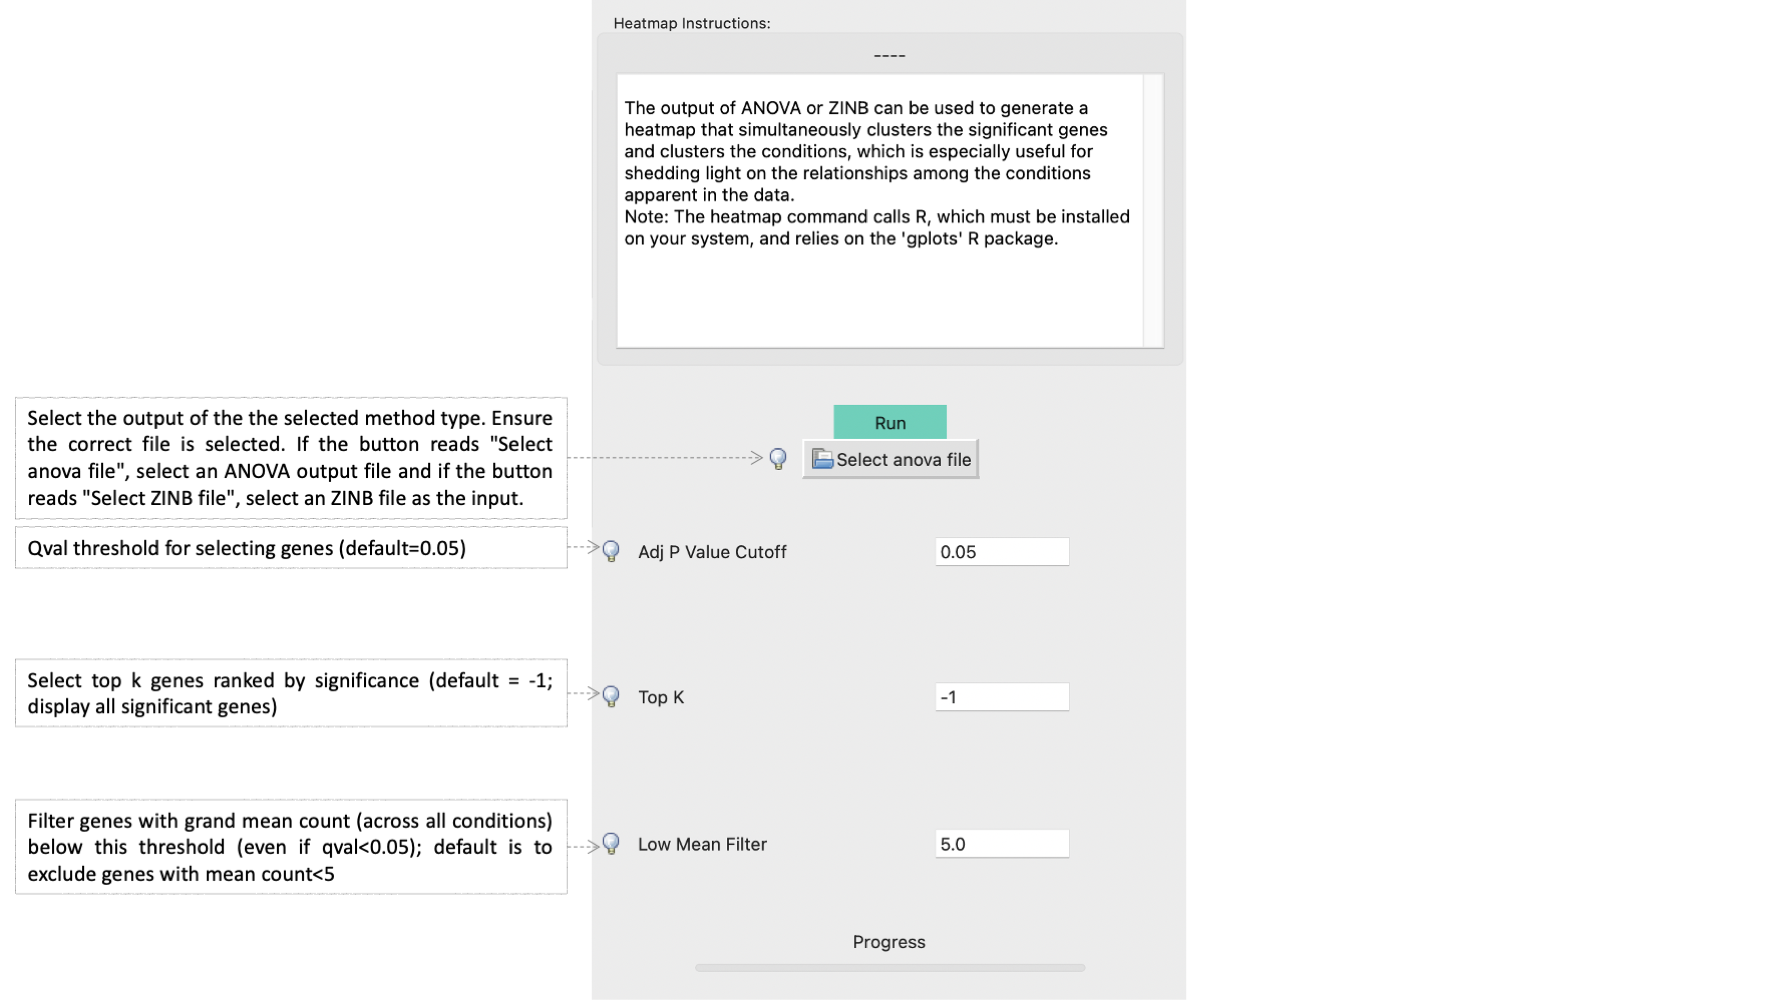 Heatmap Instructions:
----
The output of ANOVA or ZINB can be used to generate a
heatmap that simultaneously clusters the significant genes
and clusters the conditions, which is especially useful for
shedding light on the relationships among the conditions
apparent in the data.
Note: The heatmap command calls R, which must be installed
on your system, and relies on the 'gplots' R package.
Run
Select the output of the the selected method type. Ensure
the correct file is selected. If the button reads "Select
anova file", select an ANOVA output file and if the button
reads "Select ZINB file", select an ZINB file as the input.
Select anova file
Qval threshold for selecting genes (default=0.05)
Adj P Value Cutoff
0.05
Select top k genes ranked by significance (default = -1;
display all significant genes)
Top K
-1
Filter genes with grand mean count (across all conditions)
below this threshold (even if qval<0.05); default is to
exclude genes with mean count<5
Low Mean Filter
5.0
Progress